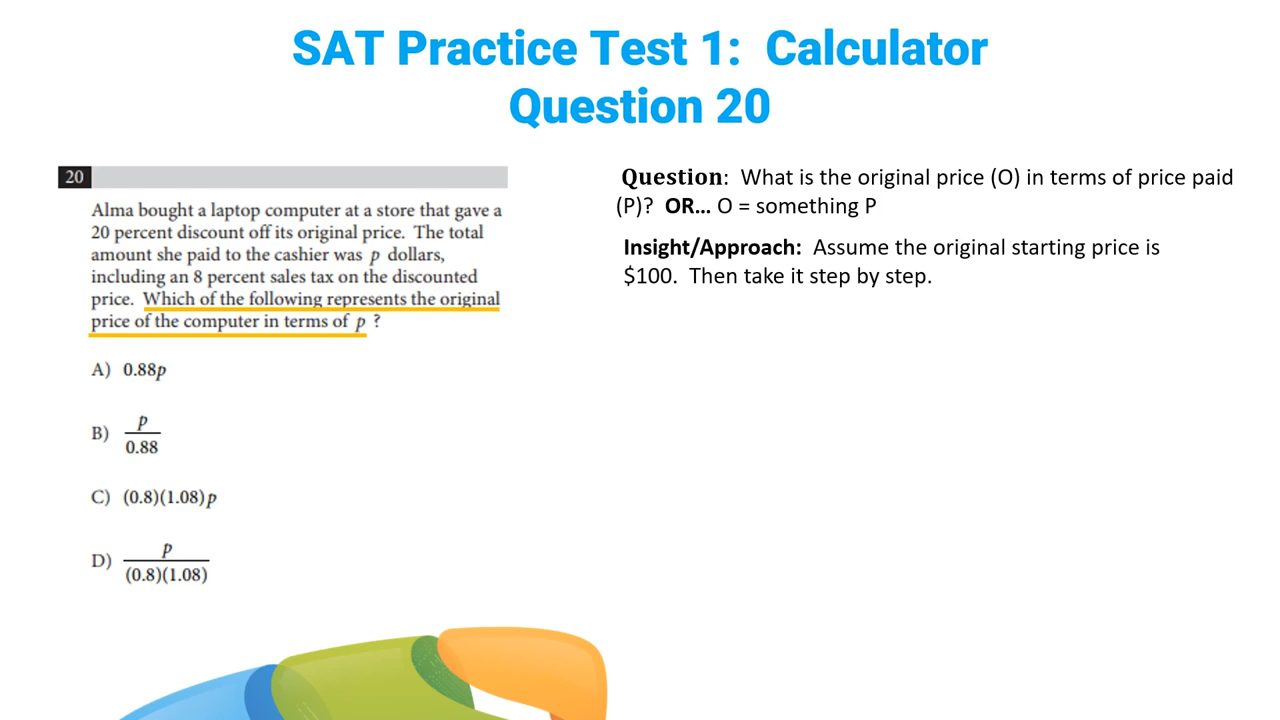 SAT Practice Test 1:  Calculator
Question 20
20
Alma bought a laptop computer at a store that gave a
20 percent discount off its original price.  The total
amount she paid to the cashier was p dollars,
including an 8 percent sales tax on the discounted
price.  Which of the following represents the original
price of the computer in terms of p ?
A) 0.88p
B) p
0.88
C) (0.8)(1.08)p
D) p
(0.8)(1.08)
Question:  What is the original price (O) in terms of price paid
(P)?  OR... O = something P
Insight/Approach:  Assume the original starting price is
$100.  Then take it step by step.